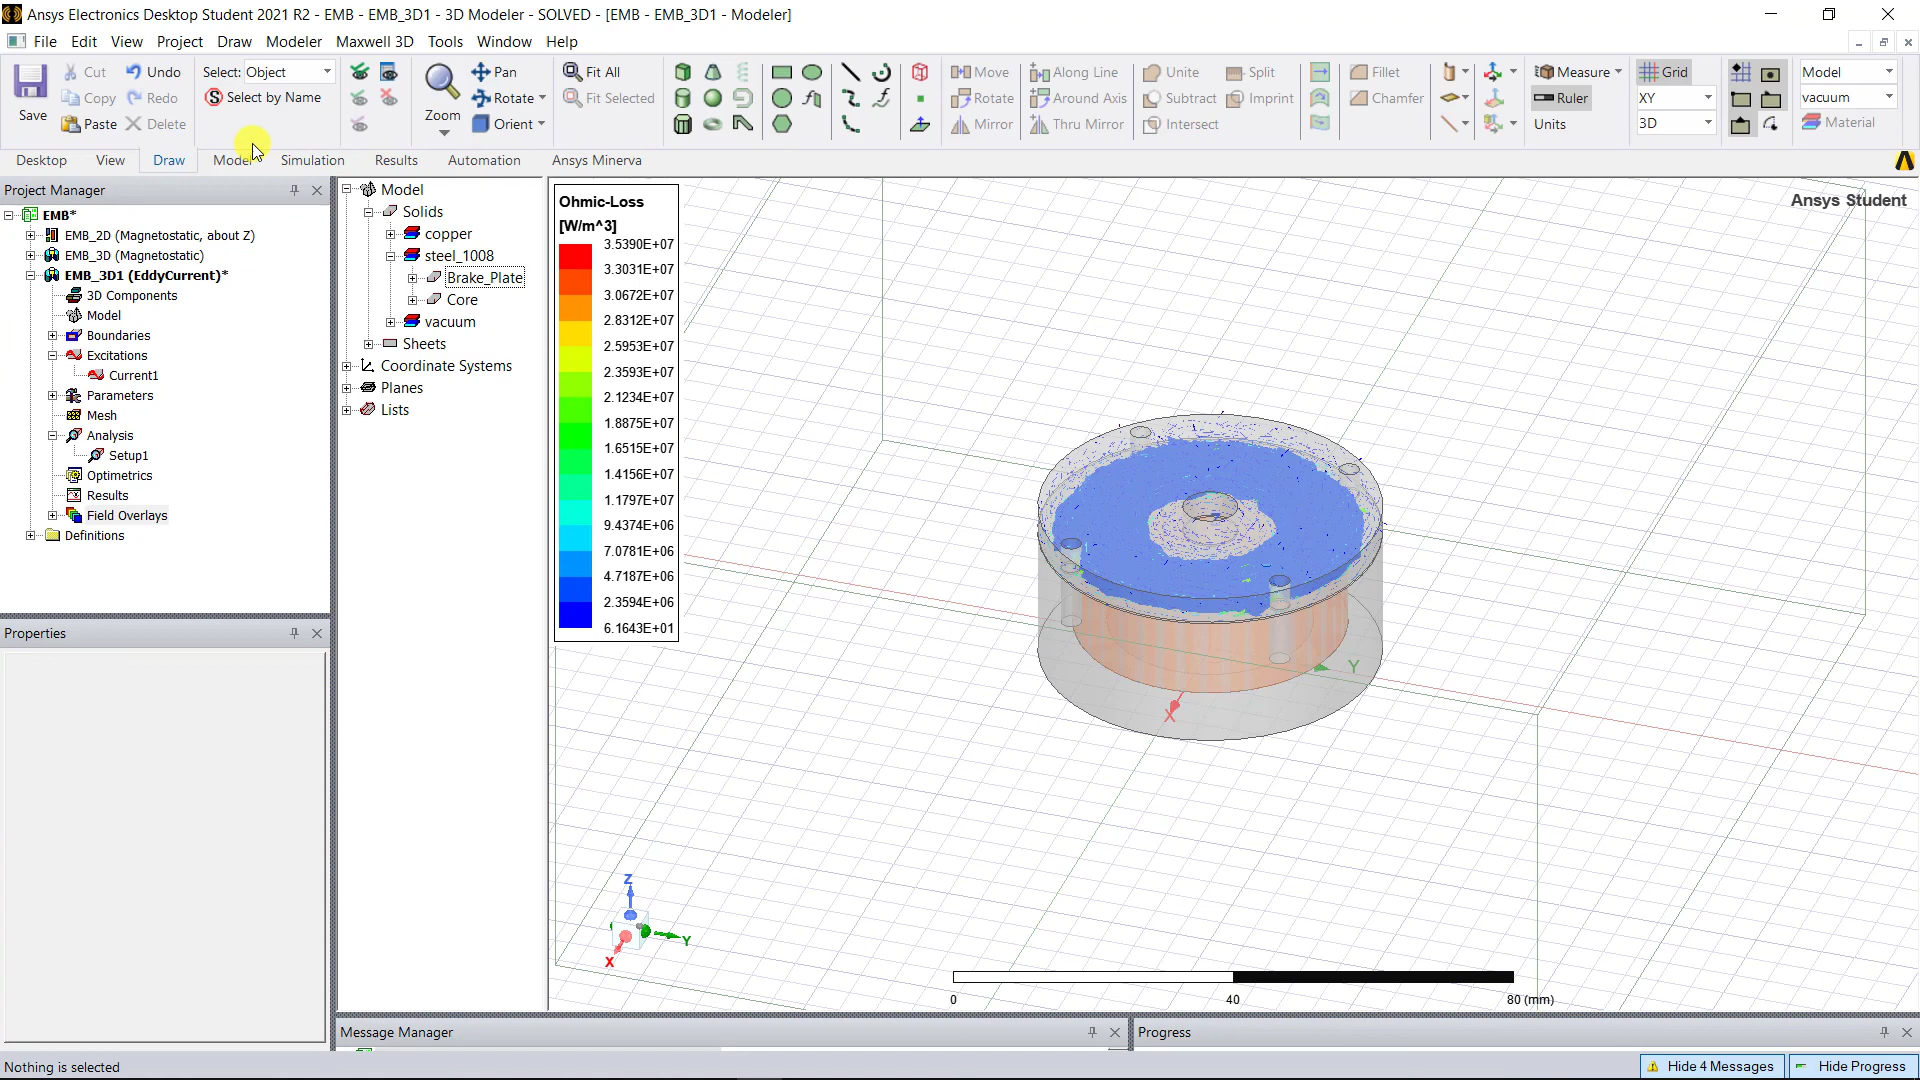 Ansys Electronics Desktop Student 2021 R2 - EMB - EMB_3D1 - 3D Modeler - SOLVED - [EMB - EMB_3D1 - Modeler]
File Edit View Project Draw Modeler Maxwell 3D Tools Window Help
Save
Cut
Copy
Paste
Undo
Redo
Delete
Select: Object
Select by Name
Zoom
Pan
Rotate
Orient
Fit All
Fit Selected
Move
Rotate
Mirror
Along Line
Around Axis
Thru Mirror
Unite
Subtract
Intersect
Split
Imprint
Fillet
Chamfer
Measure
Ruler
Units
Grid
XY
3D
Model
vacuum
Material
Desktop View Draw Model Simulation Results Automation Ansys Minerva
Project Manager
EMB*
EMB_2D (Magnetostatic, about Z)
EMB_3D (Magnetostatic)
EMB_3D1 (EddyCurrent)*
3D Components
Model
Boundaries
Excitations
Current1
Parameters
Mesh
Analysis
Setup1
Optimetrics
Results
Field Overlays
Definitions
Properties
Model
Solids
copper
steel_1008
Brake_Plate
Core
vacuum
Sheets
Coordinate Systems
Planes
Lists
Ohmic-Loss
[W/m^3]
3.5390E+07
3.3031E+07
3.0672E+07
2.8312E+07
2.5953E+07
2.3593E+07
2.1234E+07
1.8875E+07
1.6515E+07
1.4156E+07
1.1797E+07
9.4374E+06
7.0781E+06
4.7187E+06
2.3594E+06
6.1643E+01
Ansys Student
Y
X
Z
Y
X
0 40 80 (mm)
Message Manager
Progress
Nothing is selected
Hide 4 Messages
Hide Progress